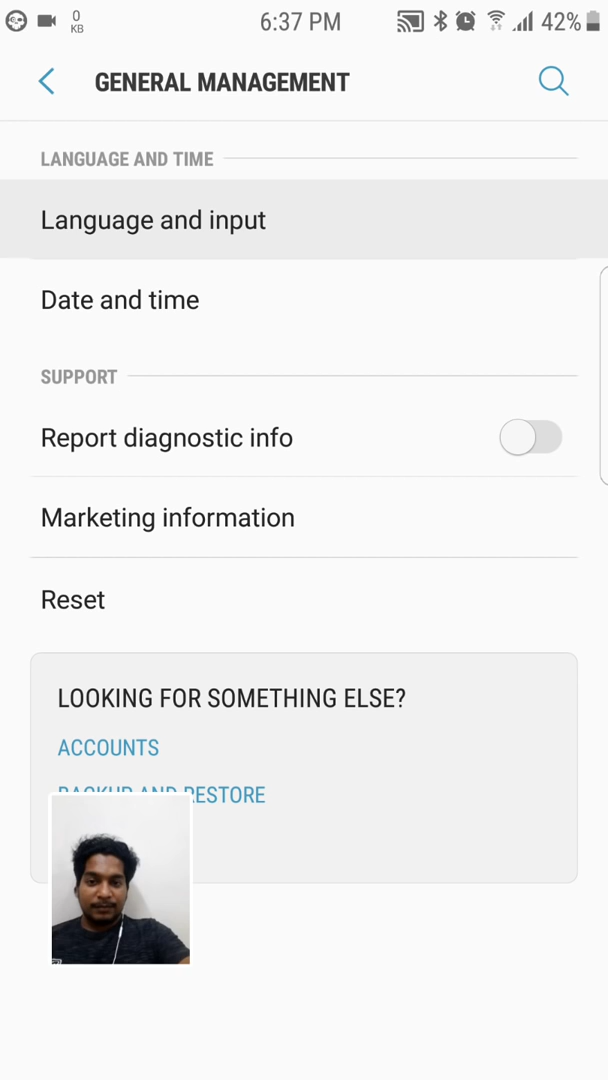 0
KB
6:37 PM
42%
GENERAL MANAGEMENT
LANGUAGE AND TIME
Language and input
Date and time
SUPPORT
Report diagnostic info
Marketing information
Reset
LOOKING FOR SOMETHING ELSE?
ACCOUNTS
BACKUP AND RESTORE